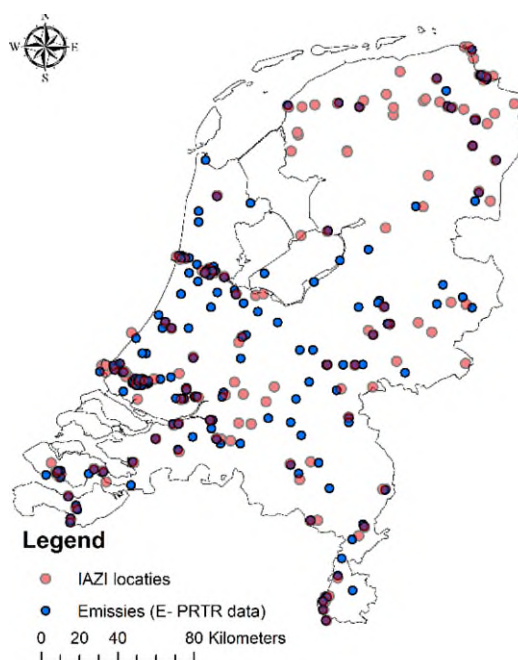 N
W E
S
Legend
IAZI locaties
Emissies (E- PRTR data)
0 20 40 80 Kilometers